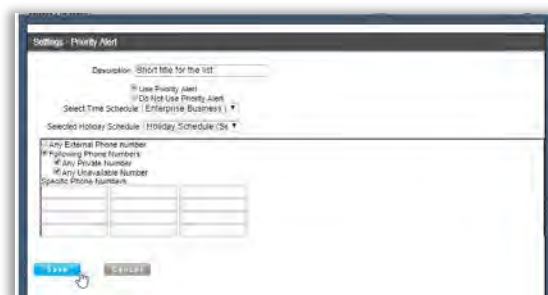 Settings - Priority Alert
Description Short title for the list
Use Priority Alert
Do Not Use Priority Alert
Select Time Schedule Enterprise Business (
Selected Holiday Schedule Holiday Schedule (Se
Any External Phone number
Following Phone Numbers
Any Private Number
Any Unavailable Number
Specific Phone Numbers
Save Cancel